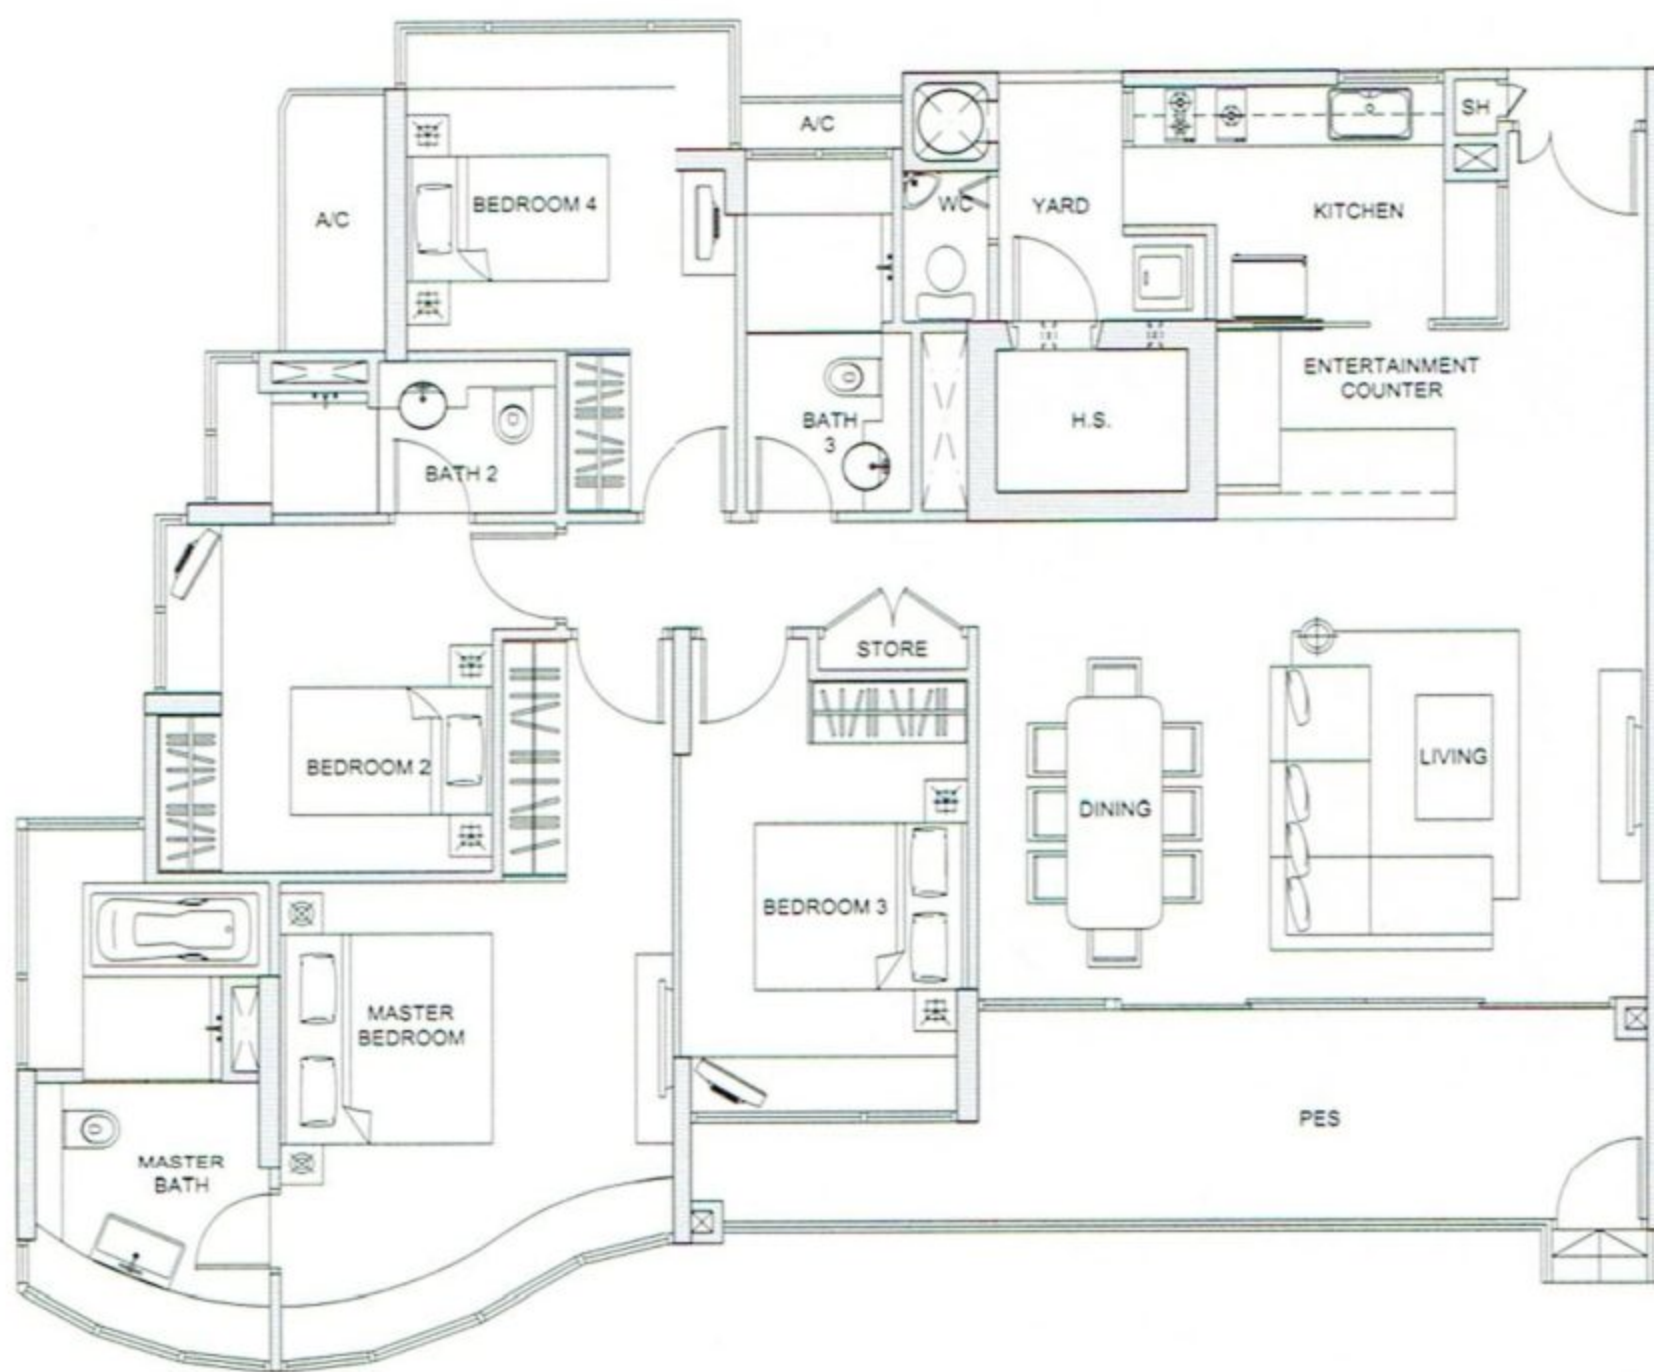 A/C
SH
BEDROOM 4
WC
YARD
KITCHEN
A/C
ENTERTAINMENT
COUNTER
BATH
3
H.S.
BATH 2
STORE
BEDROOM 2
LIVING
DINING
BEDROOM 3
MASTER
BEDROOM
PES
MASTER
BATH